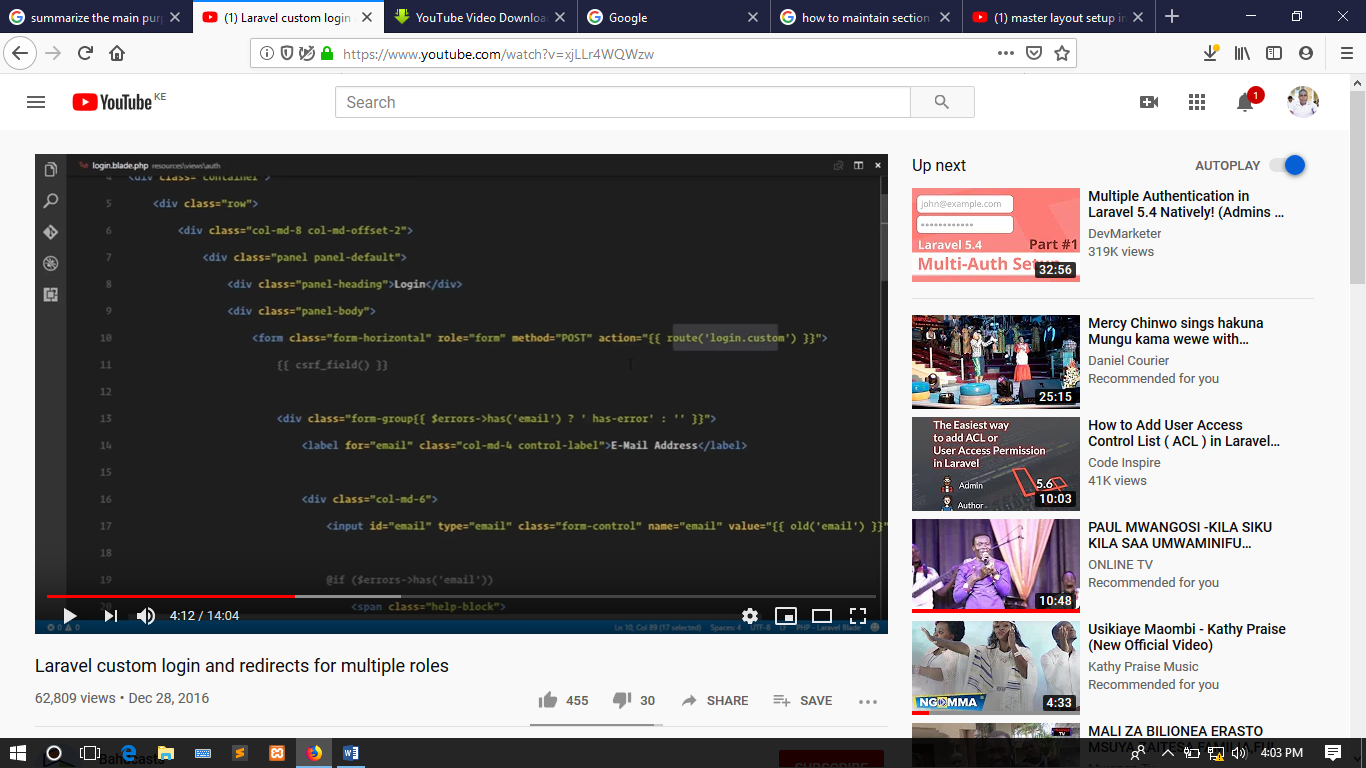 summarize the main pur
(1) Laravel custom login
YouTube Video Downloa
Google
how to maintain section
(1) master layout setup in
https://www.youtube.com/watch?v=xjLLr4WQWzw
YouTube KE
Search
1
login.blade.php resources\views\auth
4 <div class="container">
5 <div class="row">
6 <div class="col-md-8 col-md-offset-2">
7 <div class="panel panel-default">
8 <div class="panel-heading">Login</div>
9 <div class="panel-body">
10 <form class="form-horizontal" role="form" method="POST" action="{{ route('login.custom') }}">
11 {{ csrf_field() }}
12
13 <div class="form-group{{ $errors->has('email') ? ' has-error' : '' }}">
14 <label for="email" class="col-md-4 control-label">E-Mail Address</label>
15
16 <div class="col-md-6">
17 <input id="email" type="email" class="form-control" name="email" value="{{ old('email') }}"
18
19 @if ($errors->has('email'))
20 <span class="help-block">
4:12 / 14:04
0 0
Ln 10, Col 89 (17 selected) Spaces: 4 UTF-8 LF PHP - Laravel Blade
Laravel custom login and redirects for multiple roles
62,809 views • Dec 28, 2016
455
30
SHARE
SAVE
SUBSCRIBE
Up next
AUTOPLAY
john@example.com
Laravel 5.4 Part #1
Multi-Auth Setup
32:56
Multiple Authentication in
Laravel 5.4 Natively! (Admins ...
DevMarketer
319K views
25:15
Mercy Chinwo sings hakuna
Mungu kama wewe with...
Daniel Courier
Recommended for you
The Easiest way
to add ACL or
User Access Permission
in Laravel
Admin
Author
5.6
10:03
How to Add User Access
Control List ( ACL ) in Laravel...
Code Inspire
41K views
10:48
PAUL MWANGOSI -KILA SIKU
KILA SAA UMWAMINIFU...
ONLINE TV
Recommended for you
NGOMMA
4:33
Usikiaye Maombi - Kathy Praise
(New Official Video)
Kathy Praise Music
Recommended for you
TV
MALI ZA BILIONEA ERASTO
4:03 PM